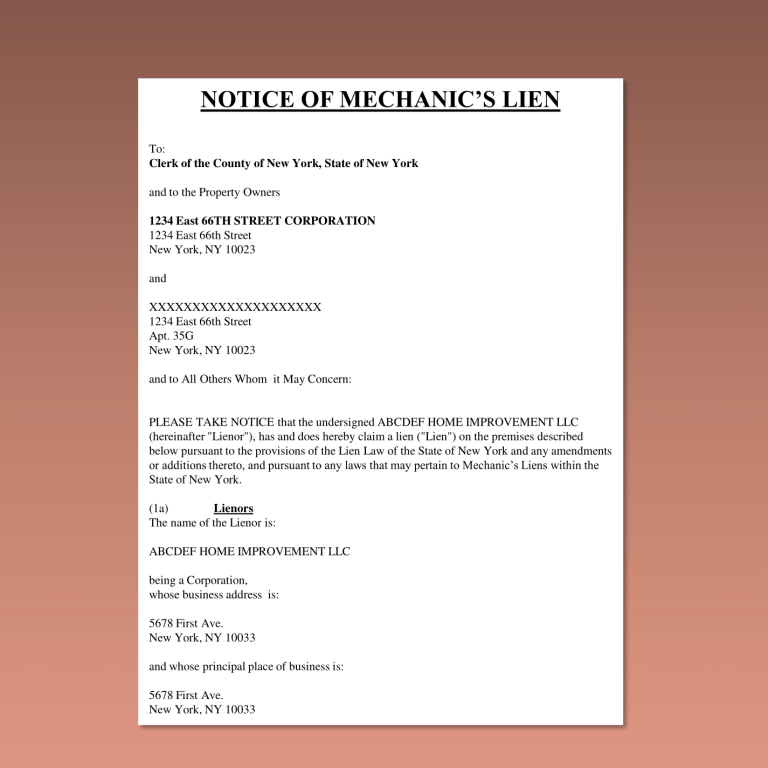 NOTICE OF MECHANIC’S LIEN
To:
Clerk of the County of New York, State of New York
and to the Property Owners
1234 East 66TH STREET CORPORATION
1234 East 66th Street
New York, NY 10023
and
XXXXXXXXXXXXXXXXXXXX
1234 East 66th Street
Apt. 35G
New York, NY 10023
and to All Others Whom it May Concern:
PLEASE TAKE NOTICE that the undersigned ABCDEF HOME IMPROVEMENT LLC
(hereinafter "Lienor"), has and does hereby claim a lien ("Lien") on the premises described
below pursuant to the provisions of the Lien Law of the State of New York and any amendments
or additions thereto, and pursuant to any laws that may pertain to Mechanic’s Liens within the
State of New York.
(1a) Lienors
The name of the Lienor is:
ABCDEF HOME IMPROVEMENT LLC
being a Corporation,
whose business address is:
5678 First Ave.
New York, NY 10033
and whose principal place of business is:
5678 First Ave.
New York, NY 10033